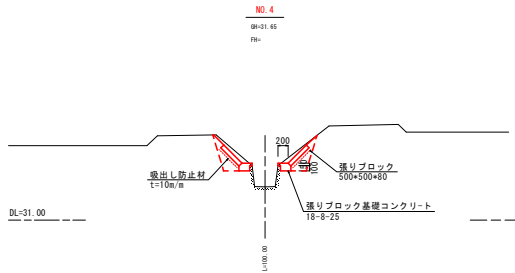 NO.4
GH=31.65
FH=
200
張りブロック
500*500*80
100
吸出し防止材
t=10m/m
張りブロック基礎コンクリート
18-8-25
DL=31.00
L=100.00